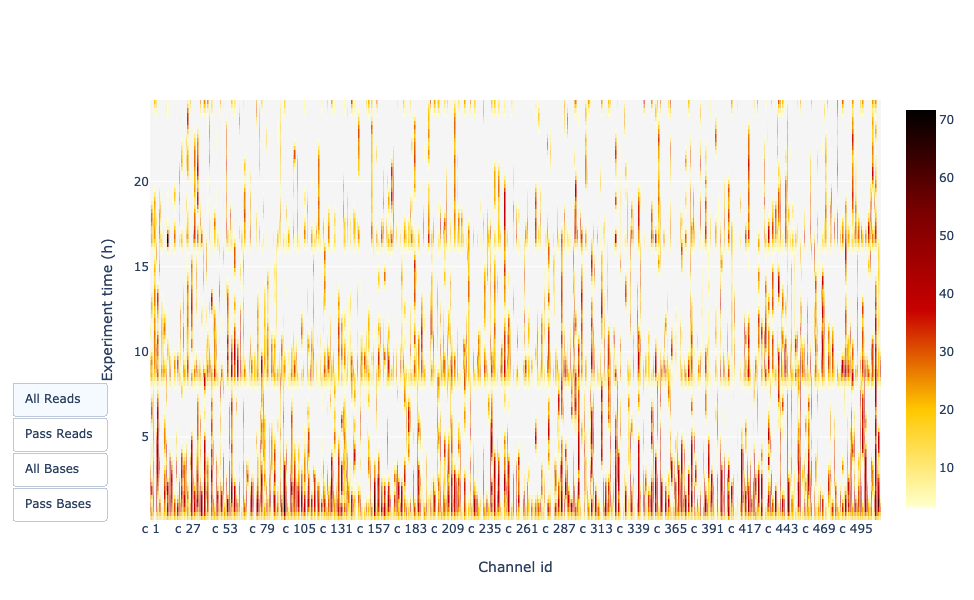 70
60
50
40
30
20
10
20
15
10
5
Experiment time (h)
All Reads
Pass Reads
All Bases
Pass Bases
c 1 c 27 c 53 c 79 c 105 c 131 c 157 c 183 c 209 c 235 c 261 c 287 c 313 c 339 c 365 c 391 c 417 c 443 c 469 c 495
Channel id